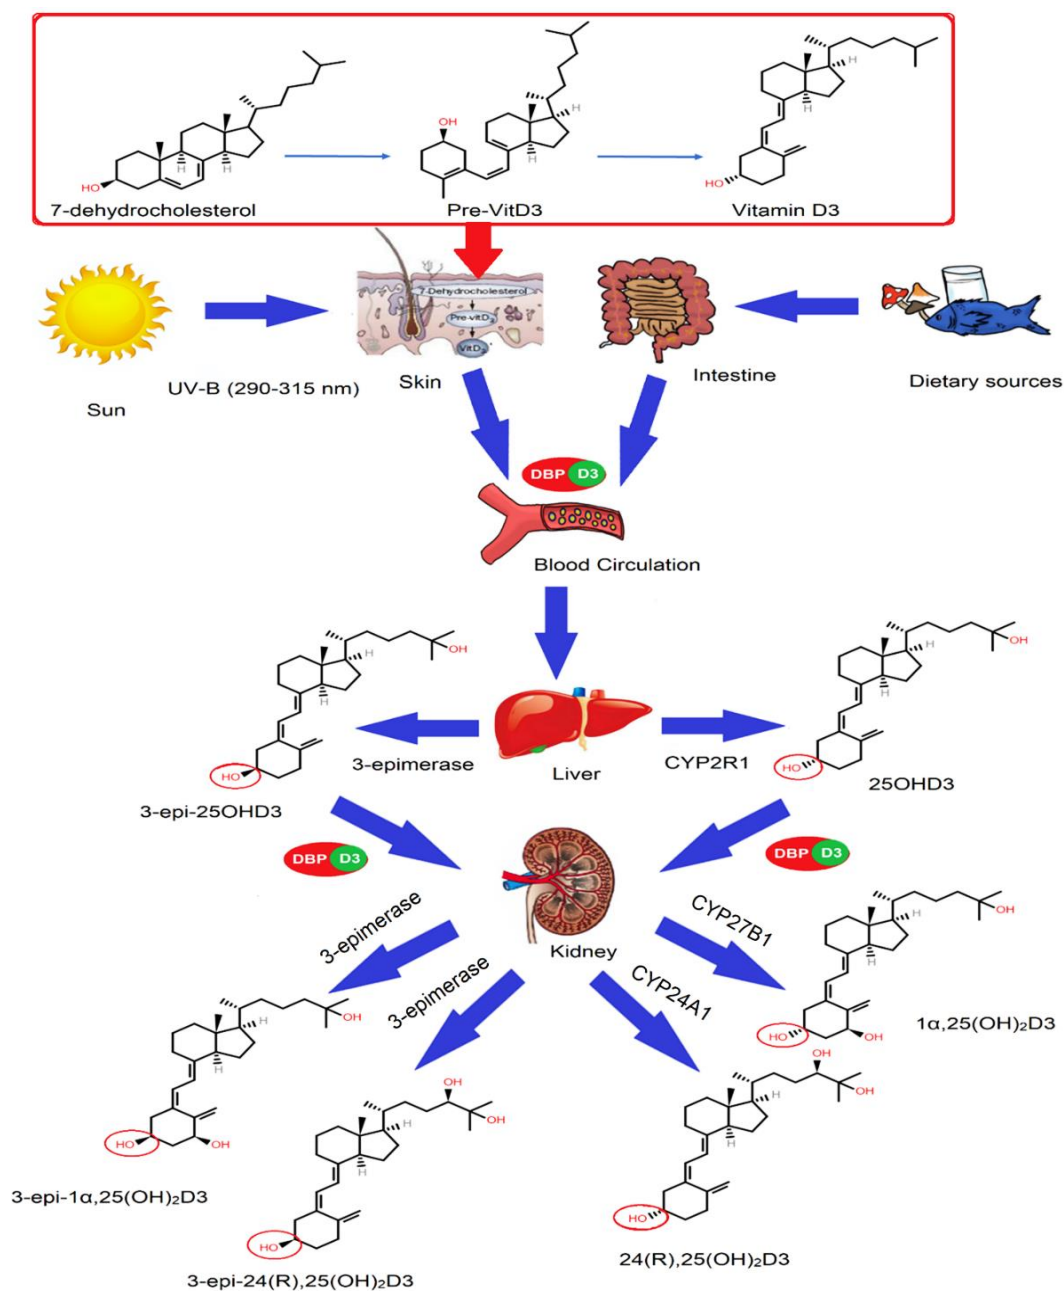 HO
7-dehydrocholesterol
H
H
OH
Pre-VitD3
H
H
HO
Vitamin D3
H
H
Sun
UV-B (290-315 nm)
7-Dehydrocholesterol
Pre-vitD3
VitD3
Skin
Intestine
Dietary sources
DBP D3
Blood Circulation
OH
H
H
HO
3-epi-25OHD3
3-epimerase
Liver
CYP2R1
OH
H
H
HO
25OHD3
DBP D3
DBP D3
Kidney
3-epimerase
3-epimerase
CYP27B1
CYP24A1
OH
H
H
HO
OH
1α,25(OH)₂D3
OH
H
H
HO
OH
3-epi-1α,25(OH)₂D3
OH
OH
H
H
HO
3-epi-24(R),25(OH)₂D3
OH
OH
H
H
HO
24(R),25(OH)₂D3